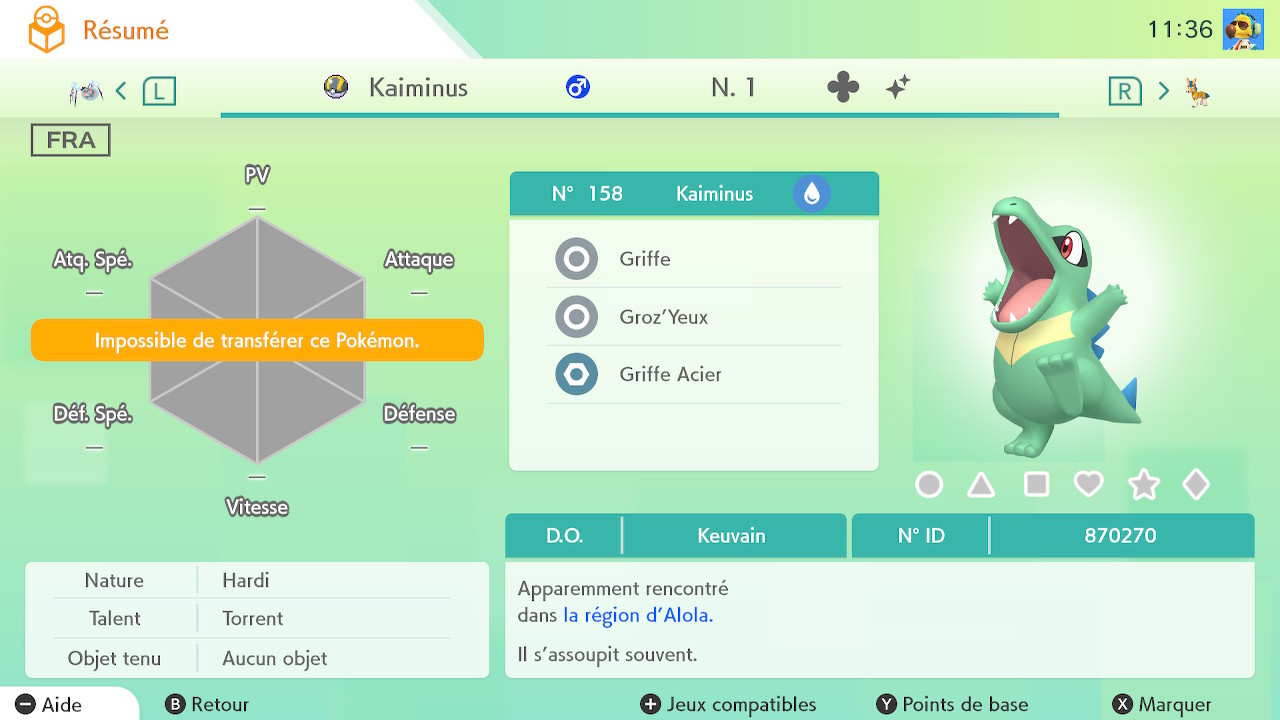 Résumé
11:36
L
Kaiminus
N. 1
R
FRA
PV
—
Atq. Spé.
—
Attaque
—
Impossible de transférer ce Pokémon.
Déf. Spé.
—
Défense
—
—
Vitesse
N° 158 Kaiminus
Griffe
Groz'Yeux
Griffe Acier
D.O. Keuvain
N° ID 870270
Nature Hardi
Talent Torrent
Objet tenu Aucun objet
Apparemment rencontré
dans la région d'Alola.
Il s'assoupit souvent.
Aide
B Retour
Jeux compatibles
Y Points de base
X Marquer